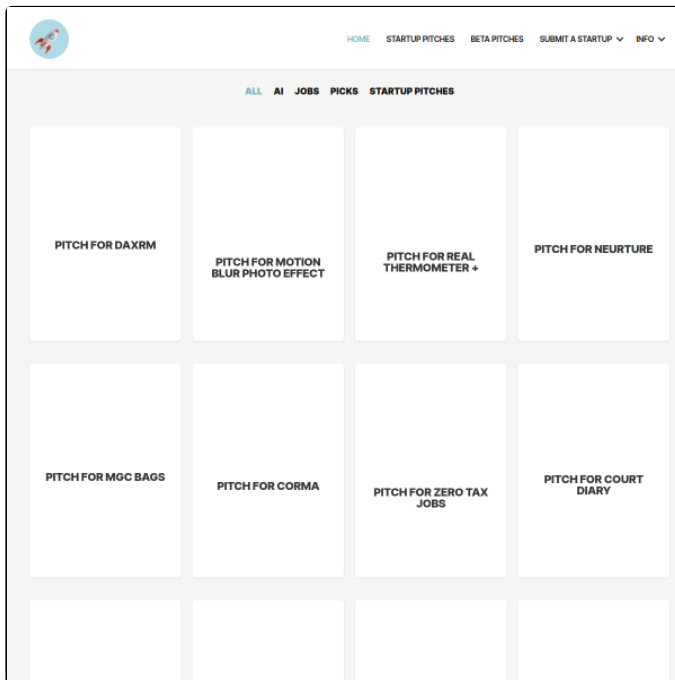 HOME STARTUP PITCHES BETA PITCHES SUBMIT A STARTUP INFO
ALL AI JOBS PICKS STARTUP PITCHES
PITCH FOR DAXRM
PITCH FOR MOTION
BLUR PHOTO EFFECT
PITCH FOR REAL
THERMOMETER +
PITCH FOR NEURTURE
PITCH FOR MGC BAGS
PITCH FOR CORMA
PITCH FOR ZERO TAX
JOBS
PITCH FOR COURT
DIARY